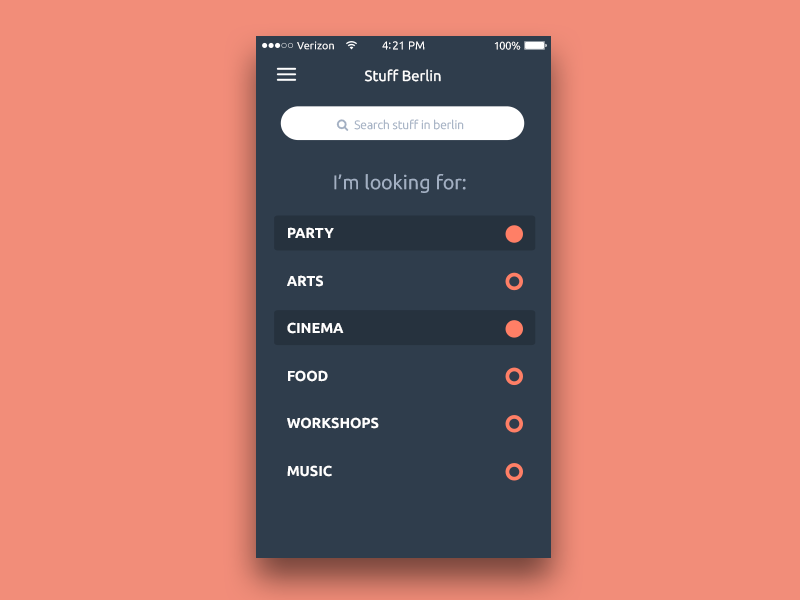 Verizon 4:21 PM 100%
Stuff Berlin
Search stuff in berlin
I’m looking for:
PARTY
ARTS
CINEMA
FOOD
WORKSHOPS
MUSIC